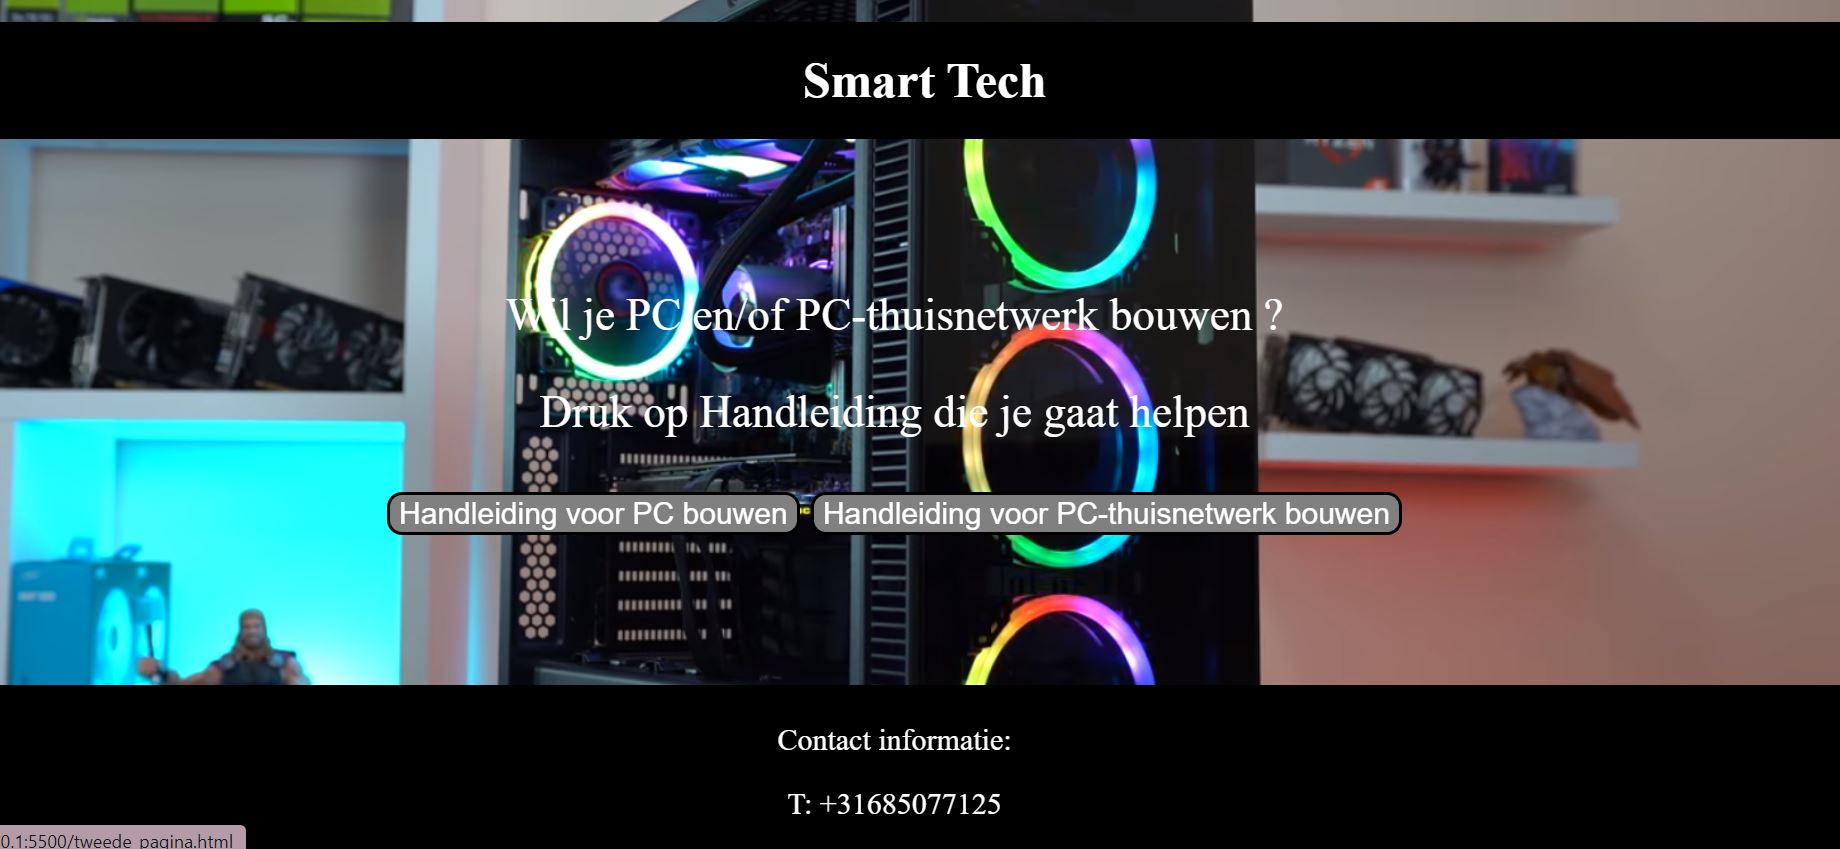 Smart Tech
Wil je PC en/of PC-thuisnetwerk bouwen ?
Druk op Handleiding die je gaat helpen
Handleiding voor PC bouwen
Handleiding voor PC-thuisnetwerk bouwen
Contact informatie:
T: +31685077125
0.1:5500/tweede_pagina.html